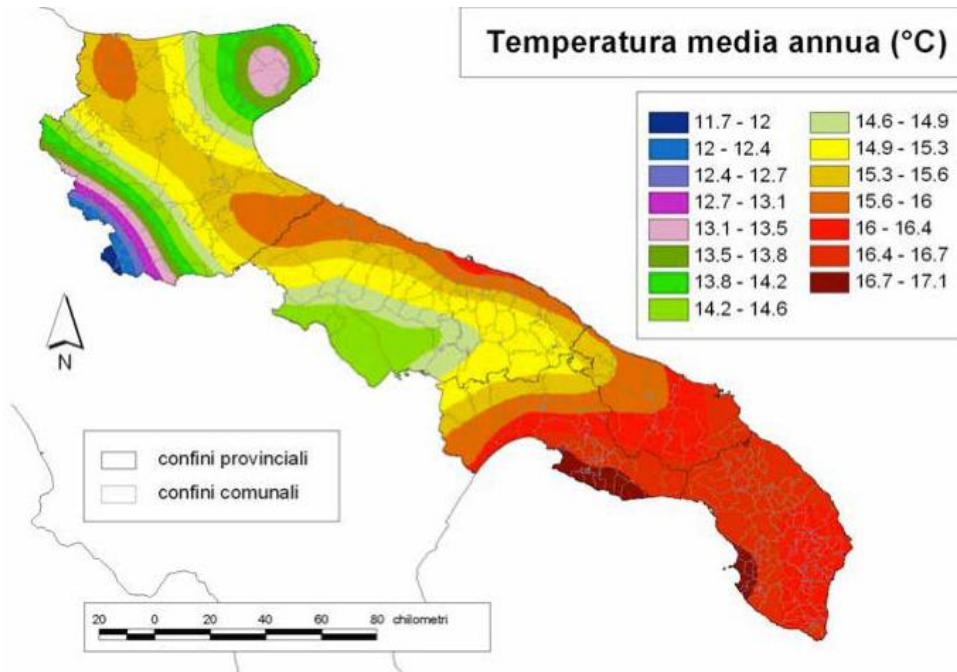 Temperatura media annua (°C)
11.7 - 12
12 - 12.4
12.4 - 12.7
12.7 - 13.1
13.1 - 13.5
13.5 - 13.8
13.8 - 14.2
14.2 - 14.6
14.6 - 14.9
14.9 - 15.3
15.3 - 15.6
15.6 - 16
16 - 16.4
16.4 - 16.7
16.7 - 17.1
N
confini provinciali
confini comunali
20 0 20 40 60 80 chilometri